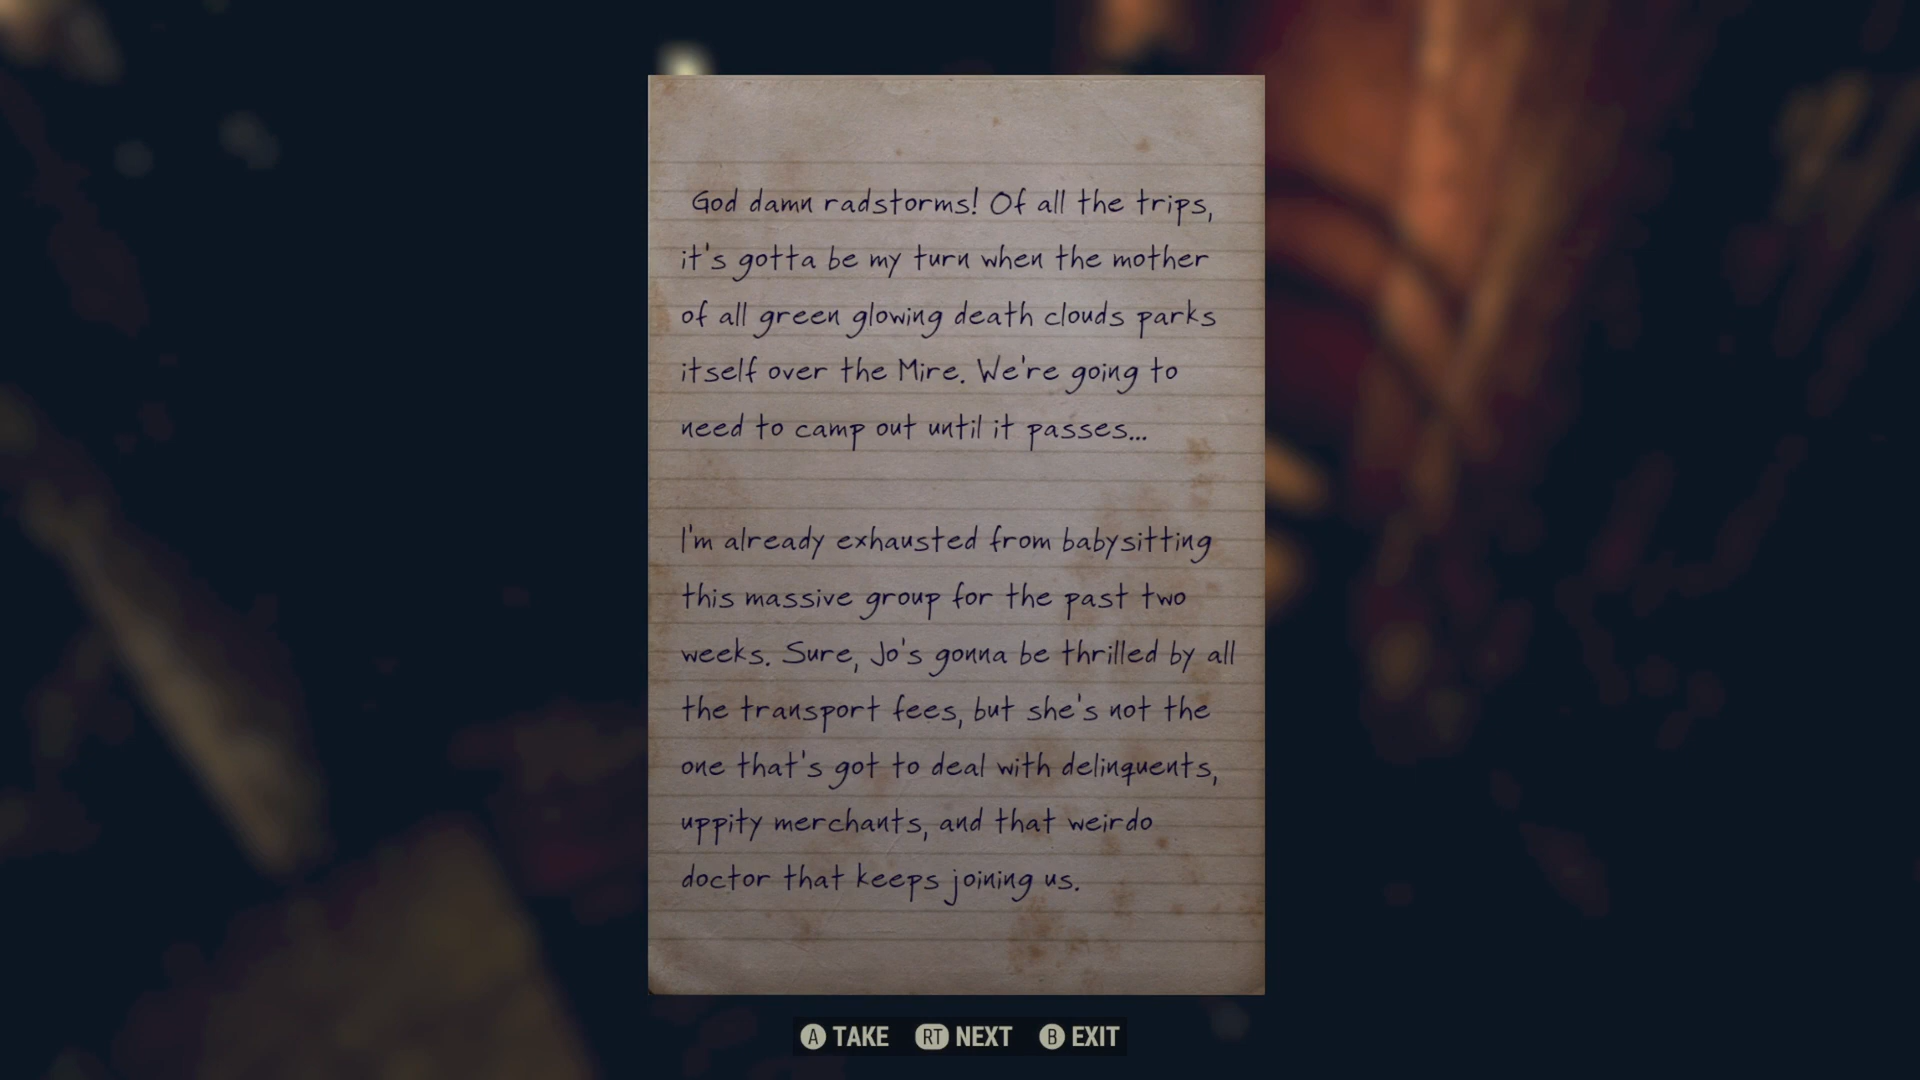 God damn radstorms! Of all the trips,
it's gotta be my turn when the mother
of all green glowing death clouds parks
itself over the Mire. We're going to
need to camp out until it passes...
I'm already exhausted from babysitting
this massive group for the past two
weeks. Sure, Jo's gonna be thrilled by all
the transport fees, but she's not the
one that's got to deal with delinquents,
uppity merchants, and that weirdo
doctor that keeps joining us.
A TAKE RT NEXT B EXIT